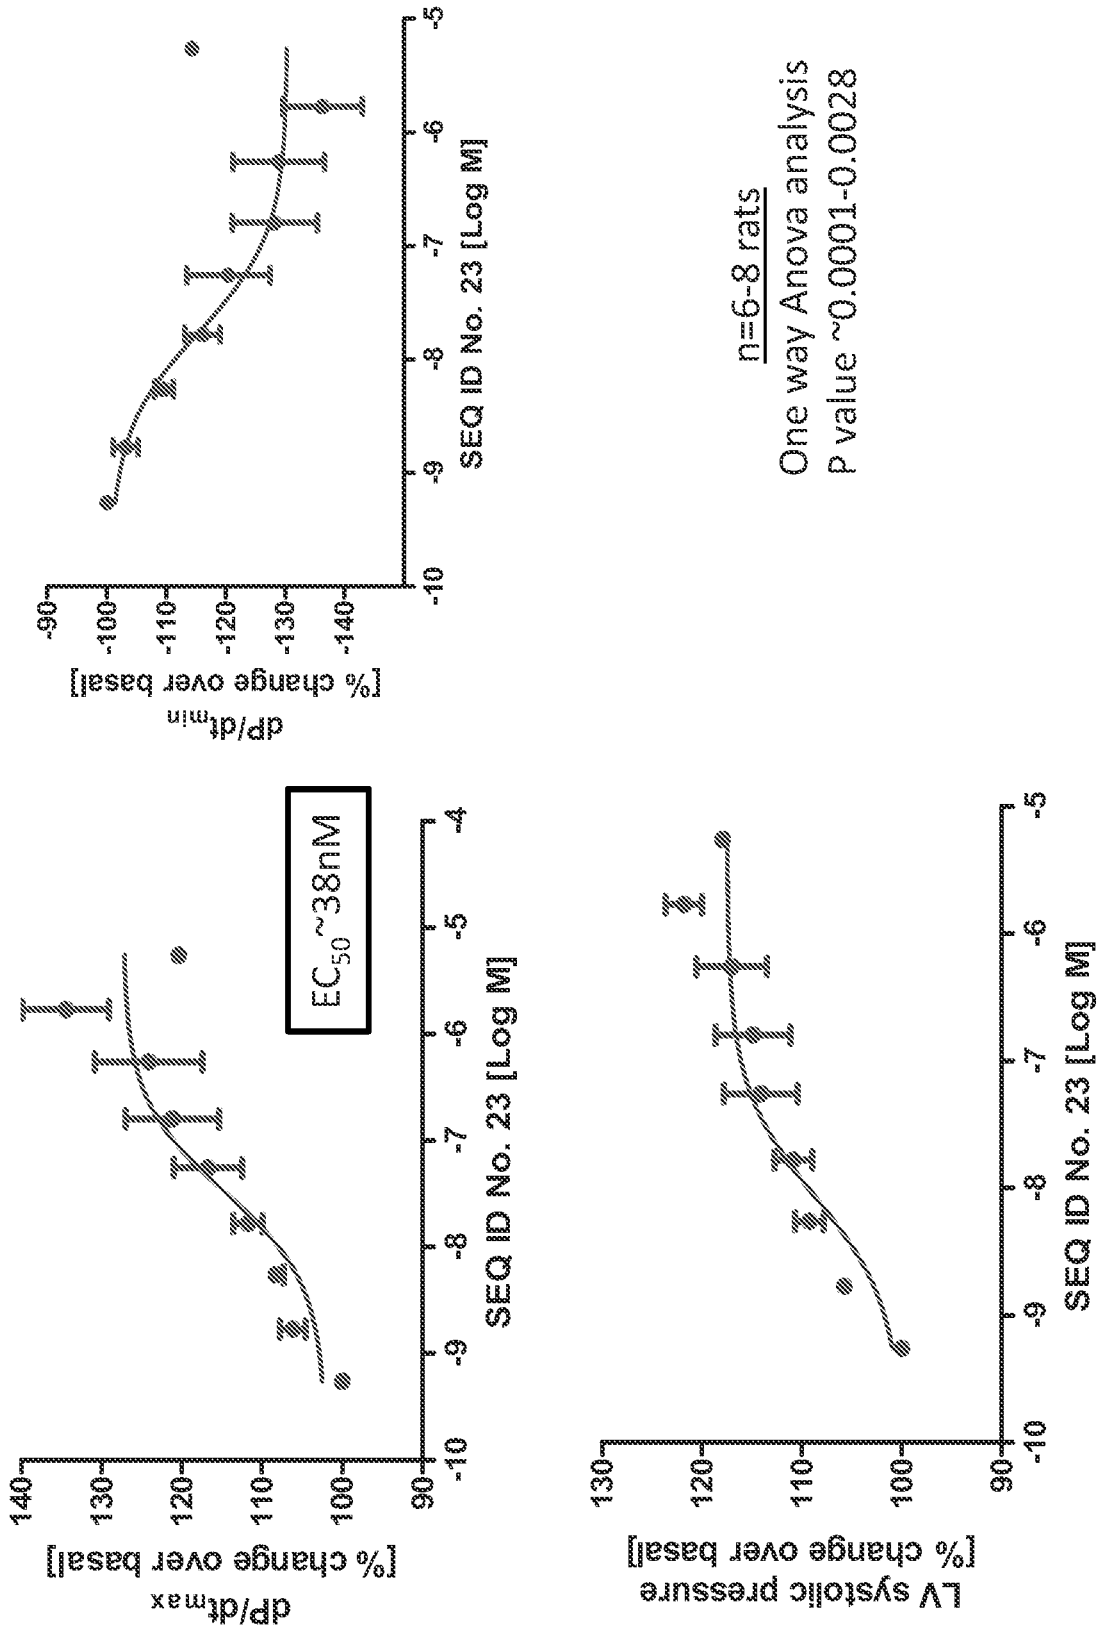 dP/dtmax
[% change over basal]
140
130
120
110
100
90
-10
-9
-8
-7
-6
-5
-4
SEQ ID No. 23 [Log M]
EC50~38nM
dP/dtmin
[% change over basal]
-90
-100
-110
-120
-130
-140
-10
-9
-8
-7
-6
-5
SEQ ID No. 23 [Log M]
LV systolic pressure
[% change over basal]
130
120
110
100
90
-10
-9
-8
-7
-6
-5
SEQ ID No. 23 [Log M]
n=6-8 rats
One way Anova analysis
P value ~0.0001-0.0028